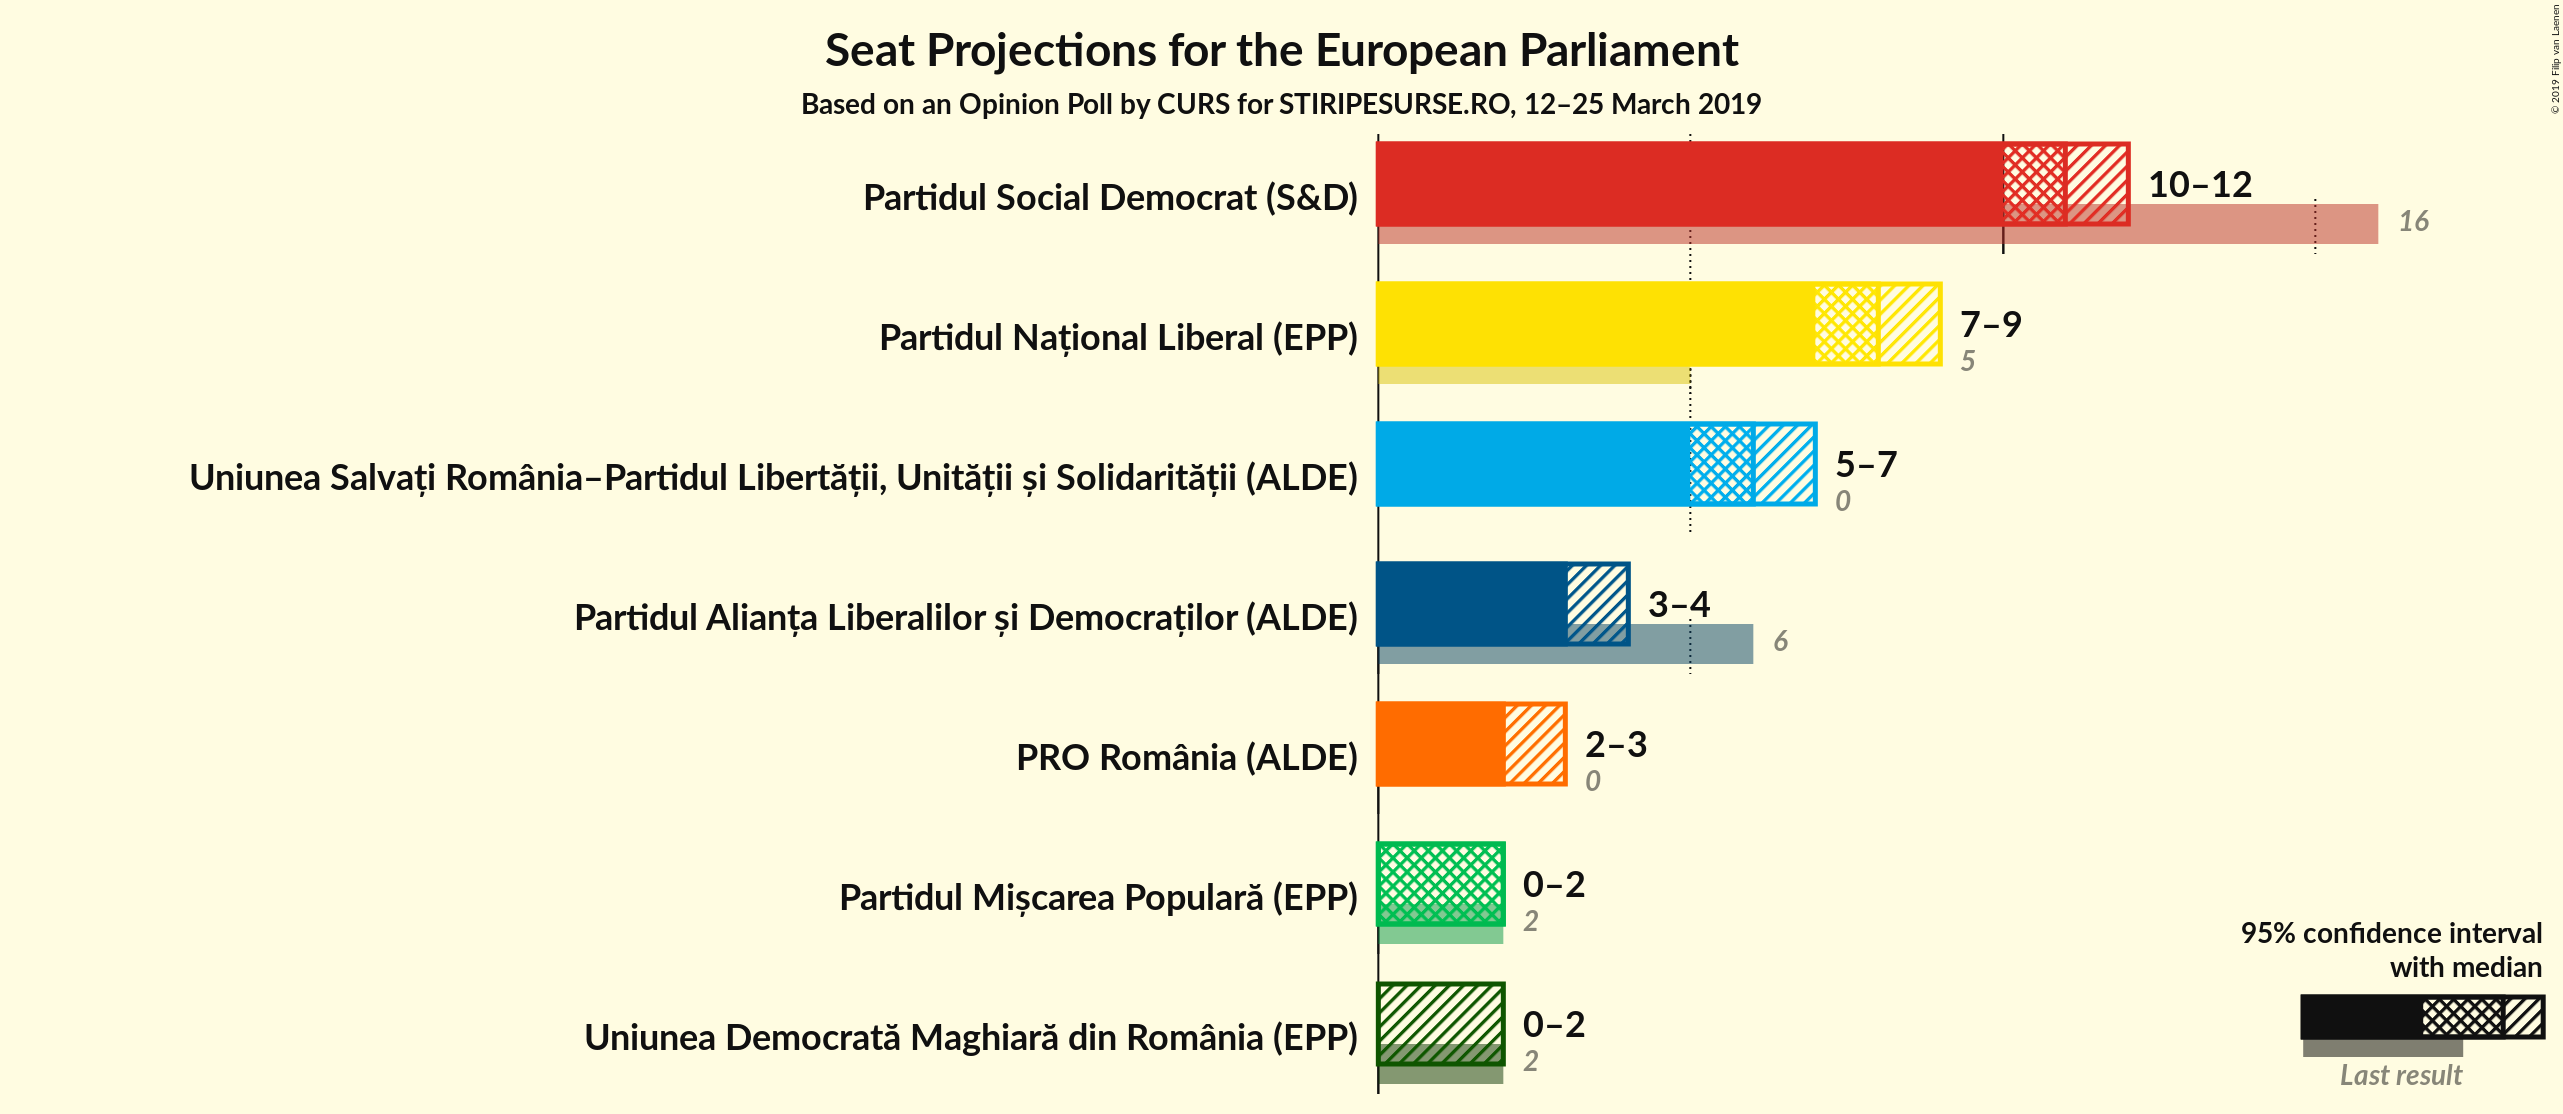 Seat Projections for the European Parliament
Based on an Opinion Poll by CURS for STIRIPESURSE.RO, 12–25 March 2019
© 2019 Filip van Laenen
Partidul Social Democrat (S&D)
10–12
16
Partidul Național Liberal (EPP)
7–9
5
Uniunea Salvați România–Partidul Libertății, Unității și Solidarității (ALDE)
5–7
0
Partidul Alianța Liberalilor și Democraților (ALDE)
3–4
6
PRO România (ALDE)
2–3
0
Partidul Mișcarea Populară (EPP)
0–2
2
Uniunea Democrată Maghiară din România (EPP)
0–2
2
95% confidence interval
with median
Last result